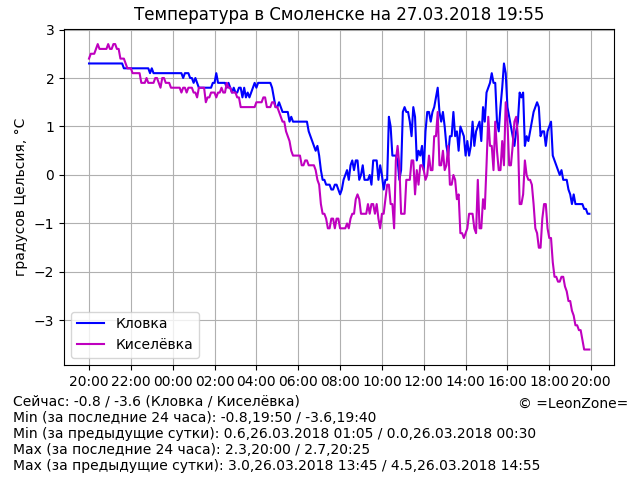 Температура в Смоленске на 27.03.2018 19:55
градусов Цельсия, °C
3
2
1
0
−1
−2
−3
Кловка
Киселёвка
20:00 22:00 00:00 02:00 04:00 06:00 08:00 10:00 12:00 14:00 16:00 18:00 20:00
Сейчас: -0.8 / -3.6 (Кловка / Киселёвка)
© =LeonZone=
Min (за последние 24 часа): -0.8,19:50 / -3.6,19:40
Min (за предыдущие сутки): 0.6,26.03.2018 01:05 / 0.0,26.03.2018 00:30
Max (за последние 24 часа): 2.3,20:00 / 2.7,20:25
Max (за предыдущие сутки): 3.0,26.03.2018 13:45 / 4.5,26.03.2018 14:55